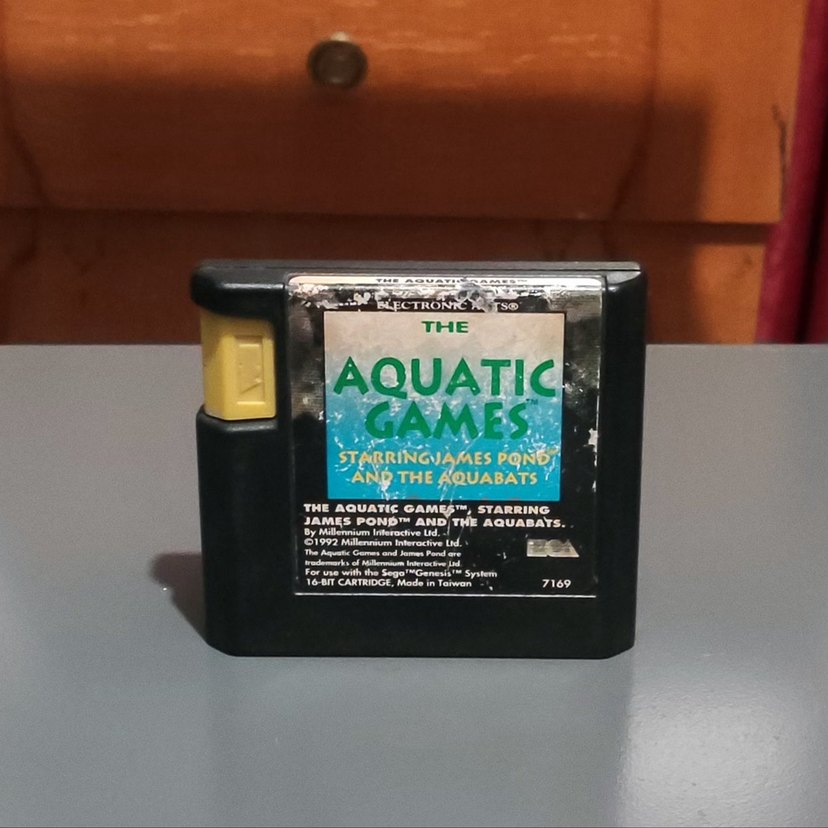 THE AQUATIC GAMES™
ELECTRONIC ARTS®
THE
AQUATIC
GAMES™
STARRING JAMES POND™
AND THE AQUABATS
THE AQUATIC GAMES™, STARRING
JAMES POND™ AND THE AQUABATS.
By Millennium Interactive Ltd.
©1992 Millennium Interactive Ltd.
The Aquatic Games and James Pond are
trademarks of Millennium Interactive Ltd.
For use with the Sega™Genesis™ System
16-BIT CARTRIDGE, Made in Taiwan
7169